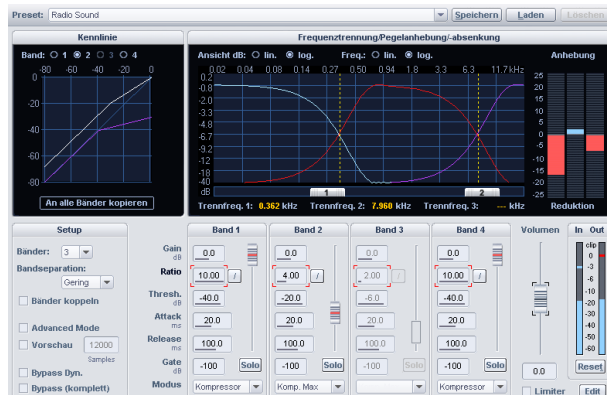 Preset: Radio Sound Speichern Laden Löschen
Kennlinie
Frequenztrennung/Pegelanhebung/-absenkung
Band: 1 2 3 4
Ansicht dB: lin. log. Freq.: lin. log. Anhebung
-80 -60 -40 -20 0
0.02 0.04 0.08 0.14 0.27 0.50 0.94 1.8 3.3 6.3 11.7 kHz
0
-20
-40
-60
-80
0.2
-0.8
-2.0
-3.3
-4.8
-6.7
-9.2
-12
-18
-40
dB
25
20
15
10
5
0
-5
-10
-15
-20
-25
1 2
An alle Bänder kopieren
Trennfreq. 1: 0.362 kHz Trennfreq. 2: 7.960 kHz Trennfreq. 3: --- kHz
Reduktion
Setup Band 1 Band 2 Band 3 Band 4 Volumen In Out
Bänder: 3
Bandseparation:
Gering
Bänder koppeln
Advanced Mode
Vorschau 12000
Samples
Bypass Dyn.
Bypass (komplett)
Gain dB 0.0 0.0 0.0 0.0
Ratio 10.00 / 4.00 / 2.00 / 10.00 /
Thresh. dB -40.0 -20.0 -6.0 -40.0
Attack ms 20.0 20.0 20.0 20.0
Release ms 100.0 100.0 100.0 100.0
Gate dB -100 Solo -100 Solo -100 Solo -100 Solo
Modus Kompressor Komp. Max Kompressor
0.0
Limiter
clip
0
-3
-6
-10
-20
-30
-40
-50
-60
Reset
Edit